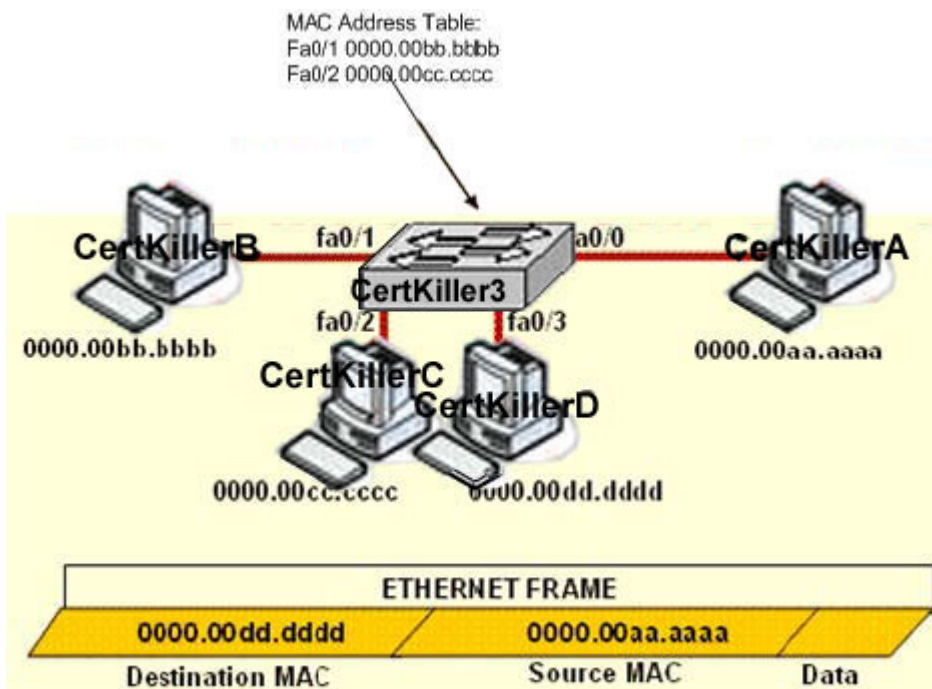 MAC Address Table:
Fa0/1 0000.00bb.bbbb
Fa0/2 0000.00cc.cccc
CertKillerB
fa0/1
a0/0
CertKillerA
CertKiller3
0000.00bb.bbbb
fa0/2
fa0/3
0000.00aa.aaaa
CertKillerC
CertKillerD
0000.00cc.cccc
0000.00dd.dddd
ETHERNET FRAME
0000.00dd.dddd
0000.00aa.aaaa
Destination MAC
Source MAC
Data